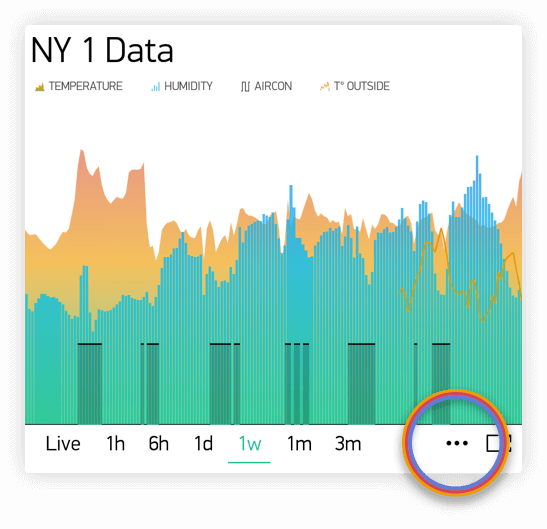 NY 1 Data
TEMPERATURE HUMIDITY AIRCON T° OUTSIDE
Live 1h 6h 1d 1w 1m 3m